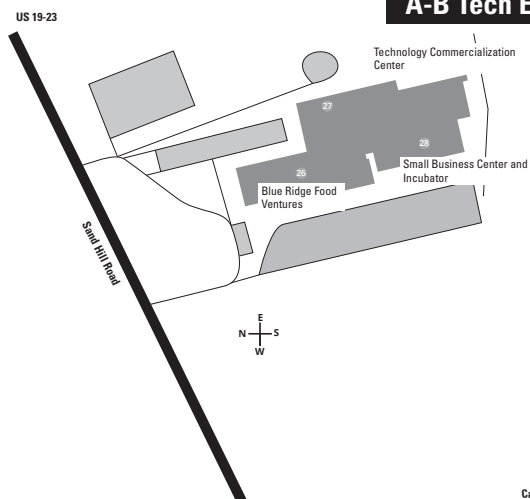 A-B Tech
US 19-23
Technology Commercialization
Center
27
28
Small Business Center and
Incubator
26
Blue Ridge Food
Ventures
Sand Hill Road
E
N S
W